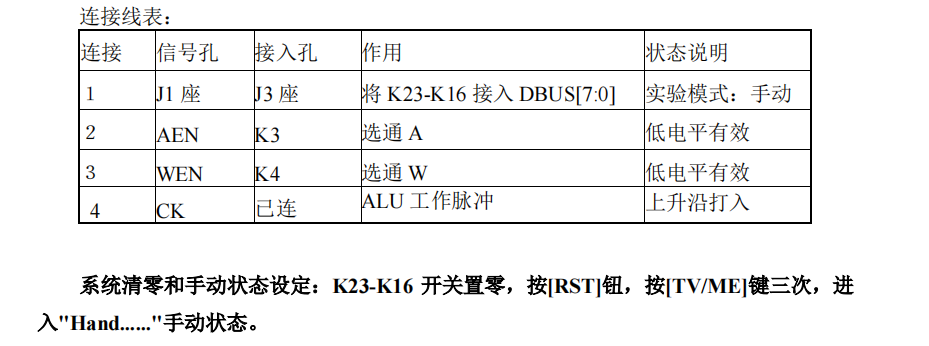 连接线表:
连接 信号孔 接入孔 作用 状态说明
1 J1 座 J3 座 将 K23-K16 接入 DBUS[7:0] 实验模式：手动
2 AEN K3 选通 A 低电平有效
3 WEN K4 选通 W 低电平有效
4 CK 已连 ALU 工作脉冲 上升沿打入
系统清零和手动状态设定：K23-K16 开关置零，按[RST]钮，按[TV/ME]键三次，进
入"Hand......"手动状态。